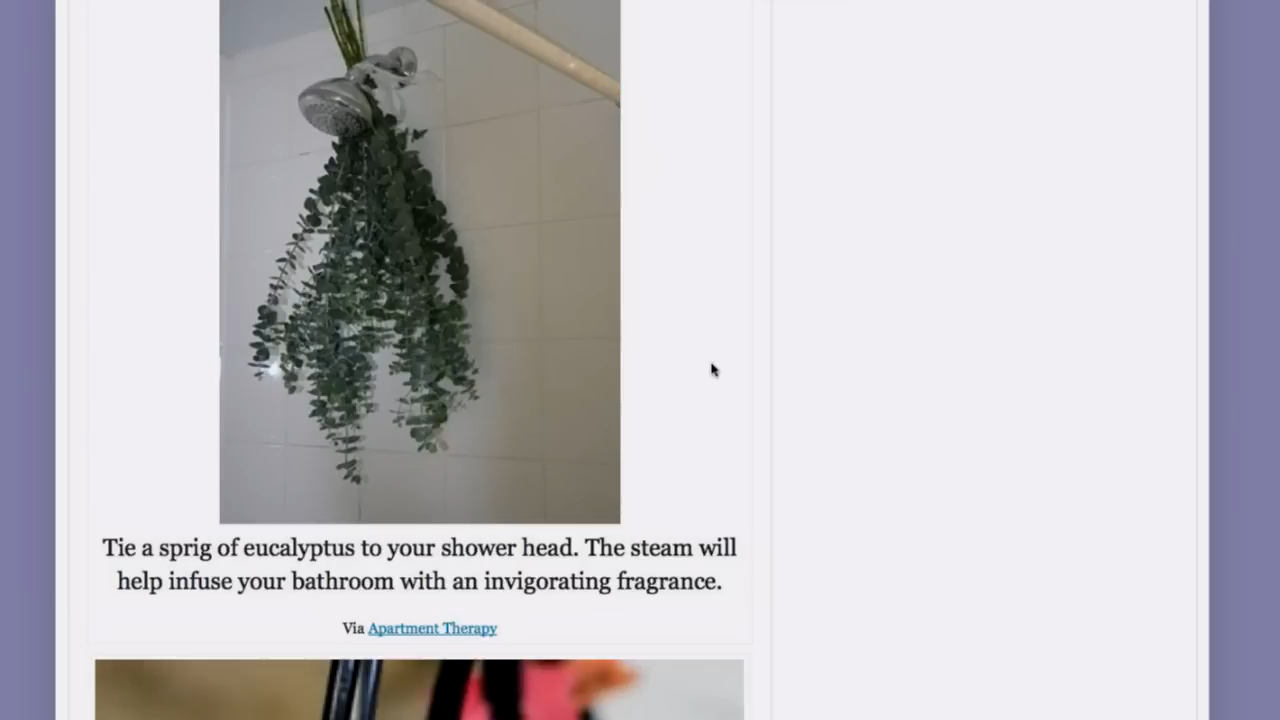 Tie a sprig of eucalyptus to your shower head. The steam will
help infuse your bathroom with an invigorating fragrance.
Via Apartment Therapy